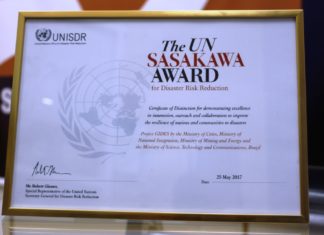 UNISDR
The UN
SASAKAWA
AWARD
for Disaster Risk Reduction
Certificate of Distinction for demonstrating excellence
in innovation, outreach and collaboration to improve
the resilience of nations and communities to disasters
Project GIDES by the Ministry of Cities, Ministry of
National Integration, Ministry of Mining and Energy and
the Ministry of Science, Technology and Communications, Brazil
Mr. Robert Glasser,
Special Representative of the United Nations
Secretary-General for Disaster Risk Reduction
25 May 2017
Date